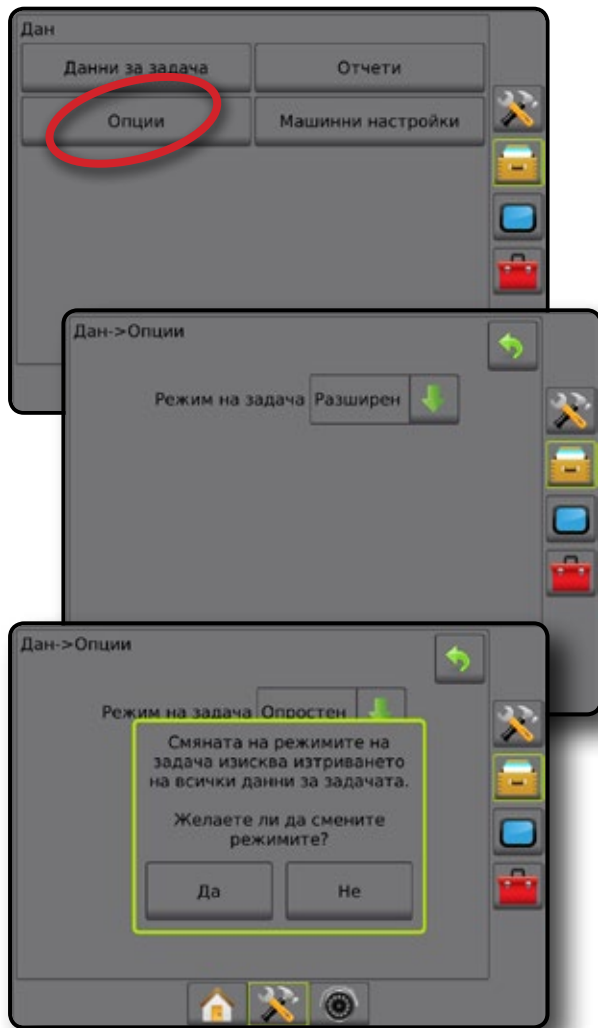 Дан
Данни за задача
Отчети
Опции
Машинни настройки
Дан->Опции
Режим на задача Разширен
Дан->Опции
Режим на задача Опростен
Смяната на режимите на
задача изисква изтриването
на всички данни за задачата.
Желаете ли да смените
режимите?
Да
Не